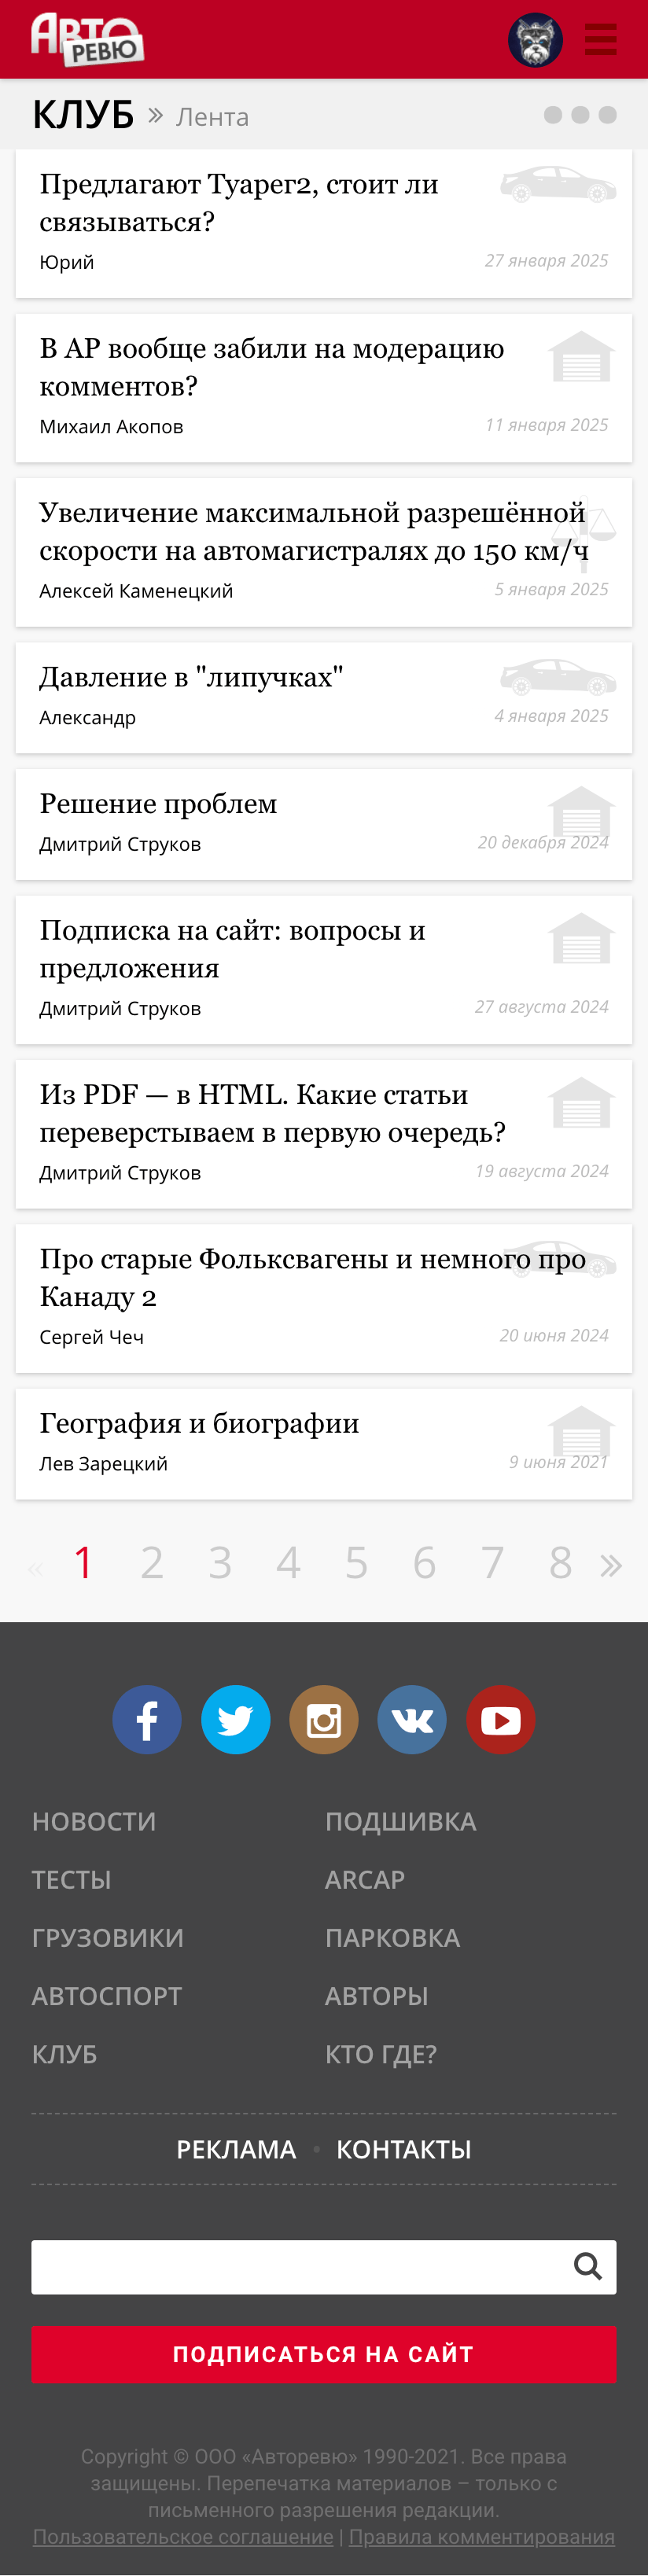 АВТО
РЕВЮ
КЛУБ » Лента
Предлагают Туарег2, стоит ли
связываться?
Юрий
27 января 2025
В АР вообще забили на модерацию
комментов?
Михаил Акопов
11 января 2025
Увеличение максимальной разрешённой
скорости на автомагистралях до 150 км/ч
Алексей Каменецкий
5 января 2025
Давление в "липучках"
Александр
4 января 2025
Решение проблем
Дмитрий Струков
20 декабря 2024
Подписка на сайт: вопросы и
предложения
Дмитрий Струков
27 августа 2024
Из PDF — в HTML. Какие статьи
переверстываем в первую очередь?
Дмитрий Струков
19 августа 2024
Про старые Фольксвагены и немного про
Канаду 2
Сергей Чеч
20 июня 2024
География и биографии
Лев Зарецкий
9 июня 2021
« 1 2 3 4 5 6 7 8 »
НОВОСТИ
ПОДШИВКА
ТЕСТЫ
ARCAP
ГРУЗОВИКИ
ПАРКОВКА
АВТОСПОРТ
АВТОРЫ
КЛУБ
КТО ГДЕ?
РЕКЛАМА • КОНТАКТЫ
ПОДПИСАТЬСЯ НА САЙТ
Copyright © ООО «Авторевю» 1990-2021. Все права
защищены. Перепечатка материалов – только с
письменного разрешения редакции.
Пользовательское соглашение | Правила комментирования